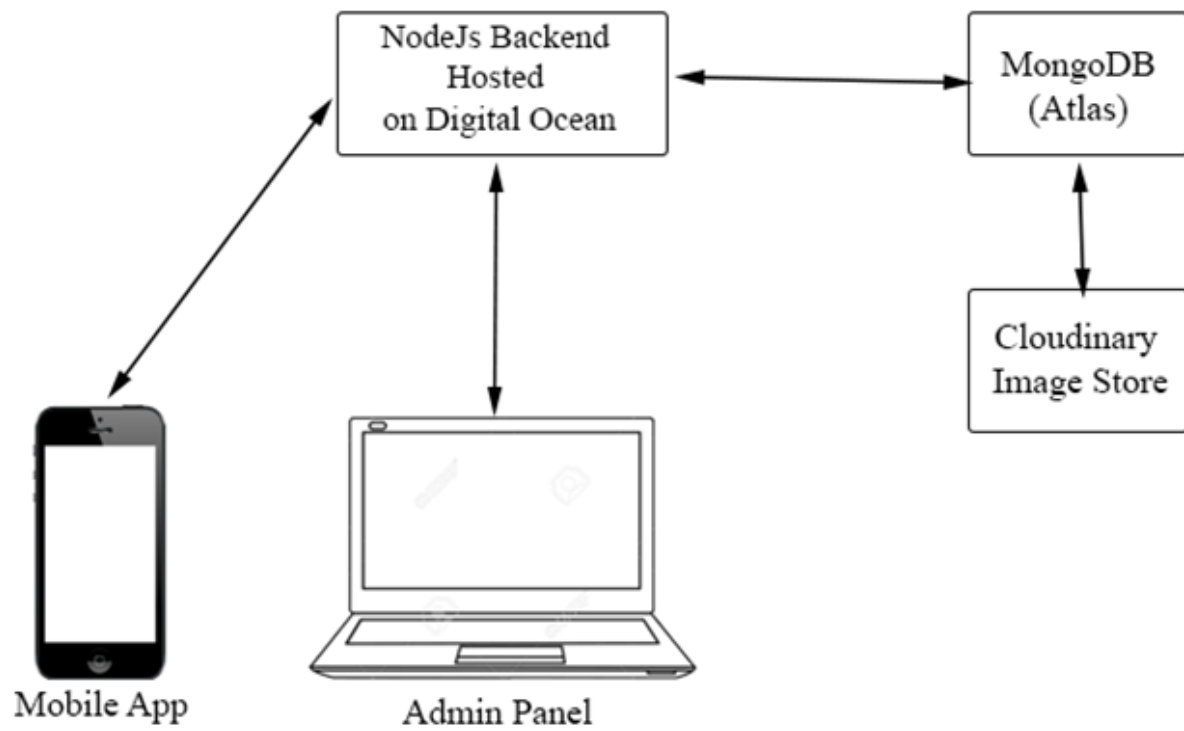 NodeJs Backend
Hosted
on Digital Ocean
MongoDB
(Atlas)
Cloudinary
Image Store
Mobile App
Admin Panel